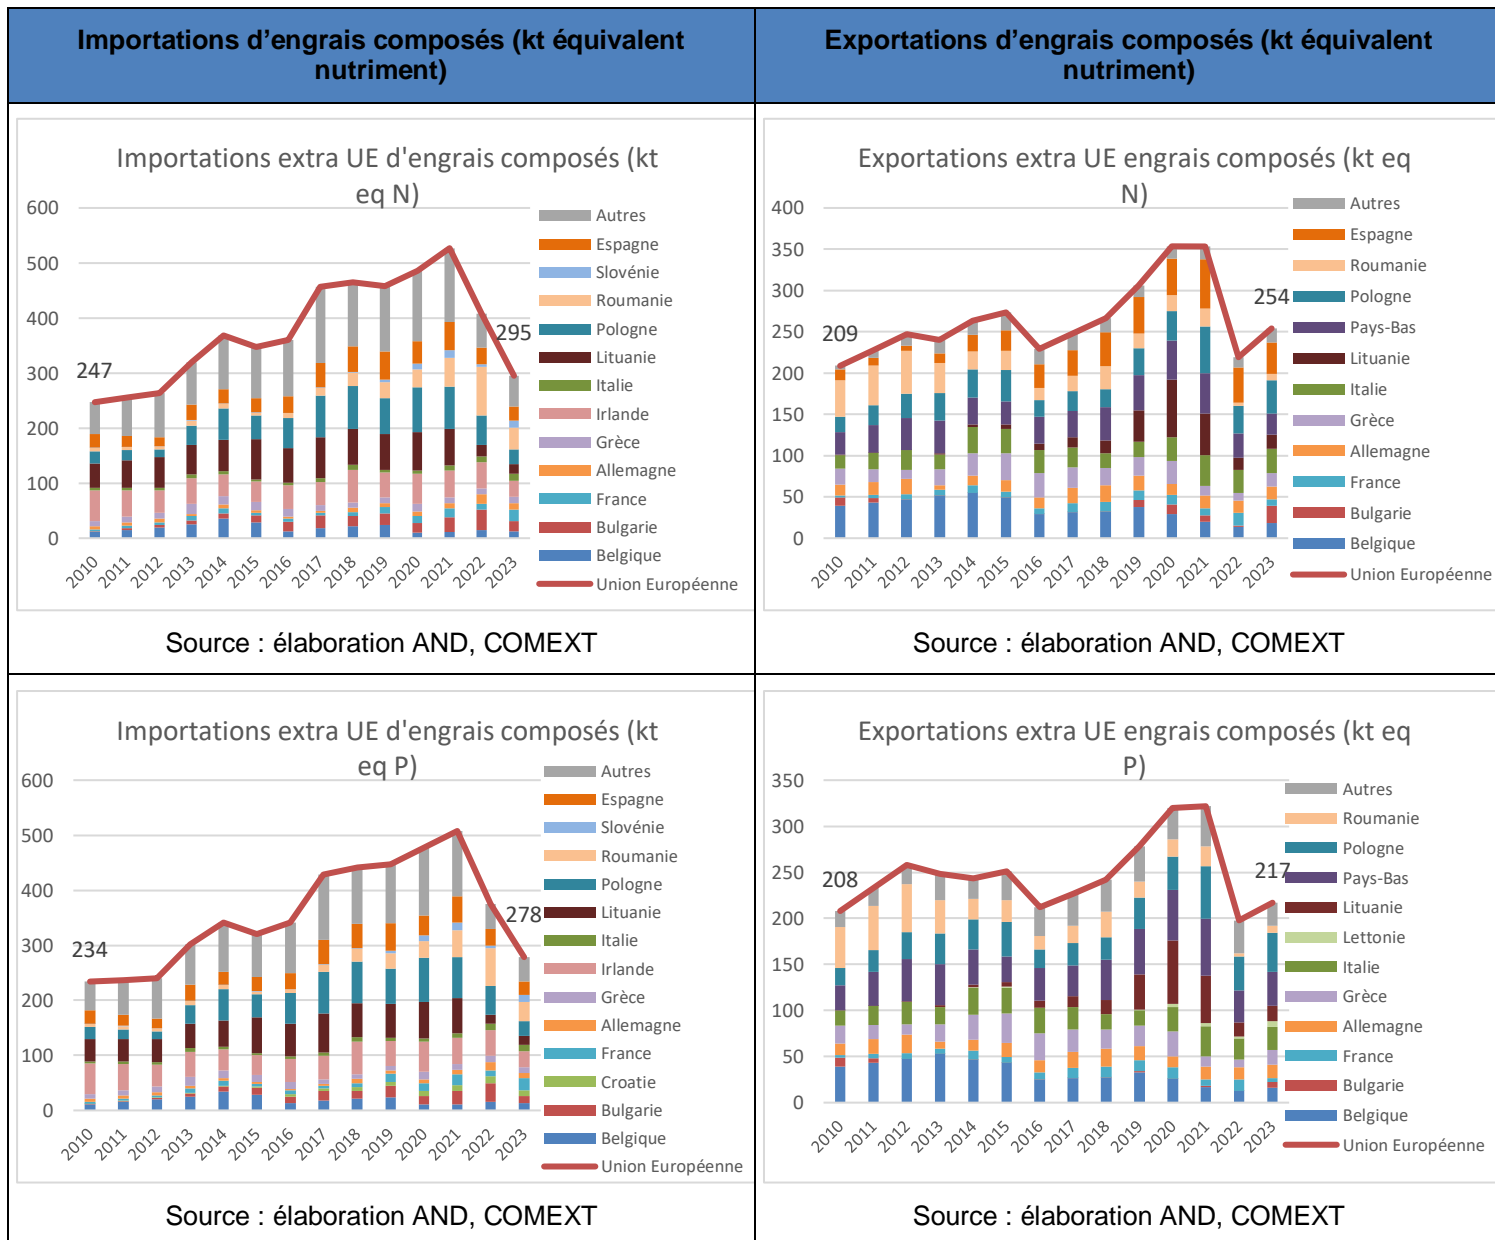 Importations d’engrais composés (kt équivalent
nutriment)
Exportations d’engrais composés (kt équivalent
nutriment)
Importations extra UE d'engrais composés (kt
eq N)
600
500
400
300
200
100
0
247
295
2010
2011
2012
2013
2014
2015
2016
2017
2018
2019
2020
2021
2022
2023
Autres
Espagne
Slovénie
Roumanie
Pologne
Lituanie
Italie
Irlande
Grèce
Allemagne
France
Bulgarie
Belgique
Union Européenne
Source : élaboration AND, COMEXT
Exportations extra UE engrais composés (kt eq
N)
400
350
300
250
200
150
100
50
0
209
254
2010
2011
2012
2013
2014
2015
2016
2017
2018
2019
2020
2021
2022
2023
Autres
Espagne
Roumanie
Pologne
Pays-Bas
Lituanie
Italie
Grèce
Allemagne
France
Bulgarie
Belgique
Union Européenne
Source : élaboration AND, COMEXT
Importations extra UE d'engrais composés (kt
eq P)
600
500
400
300
200
100
0
234
278
2010
2011
2012
2013
2014
2015
2016
2017
2018
2019
2020
2021
2022
2023
Autres
Espagne
Slovénie
Roumanie
Pologne
Lituanie
Italie
Irlande
Grèce
Allemagne
France
Croatie
Bulgarie
Belgique
Union Européenne
Source : élaboration AND, COMEXT
Exportations extra UE engrais composés (kt eq
P)
350
300
250
200
150
100
50
0
208
217
2010
2011
2012
2013
2014
2015
2016
2017
2018
2019
2020
2021
2022
2023
Autres
Roumanie
Pologne
Pays-Bas
Lituanie
Lettonie
Italie
Grèce
Allemagne
France
Bulgarie
Belgique
Union Européenne
Source : élaboration AND, COMEXT